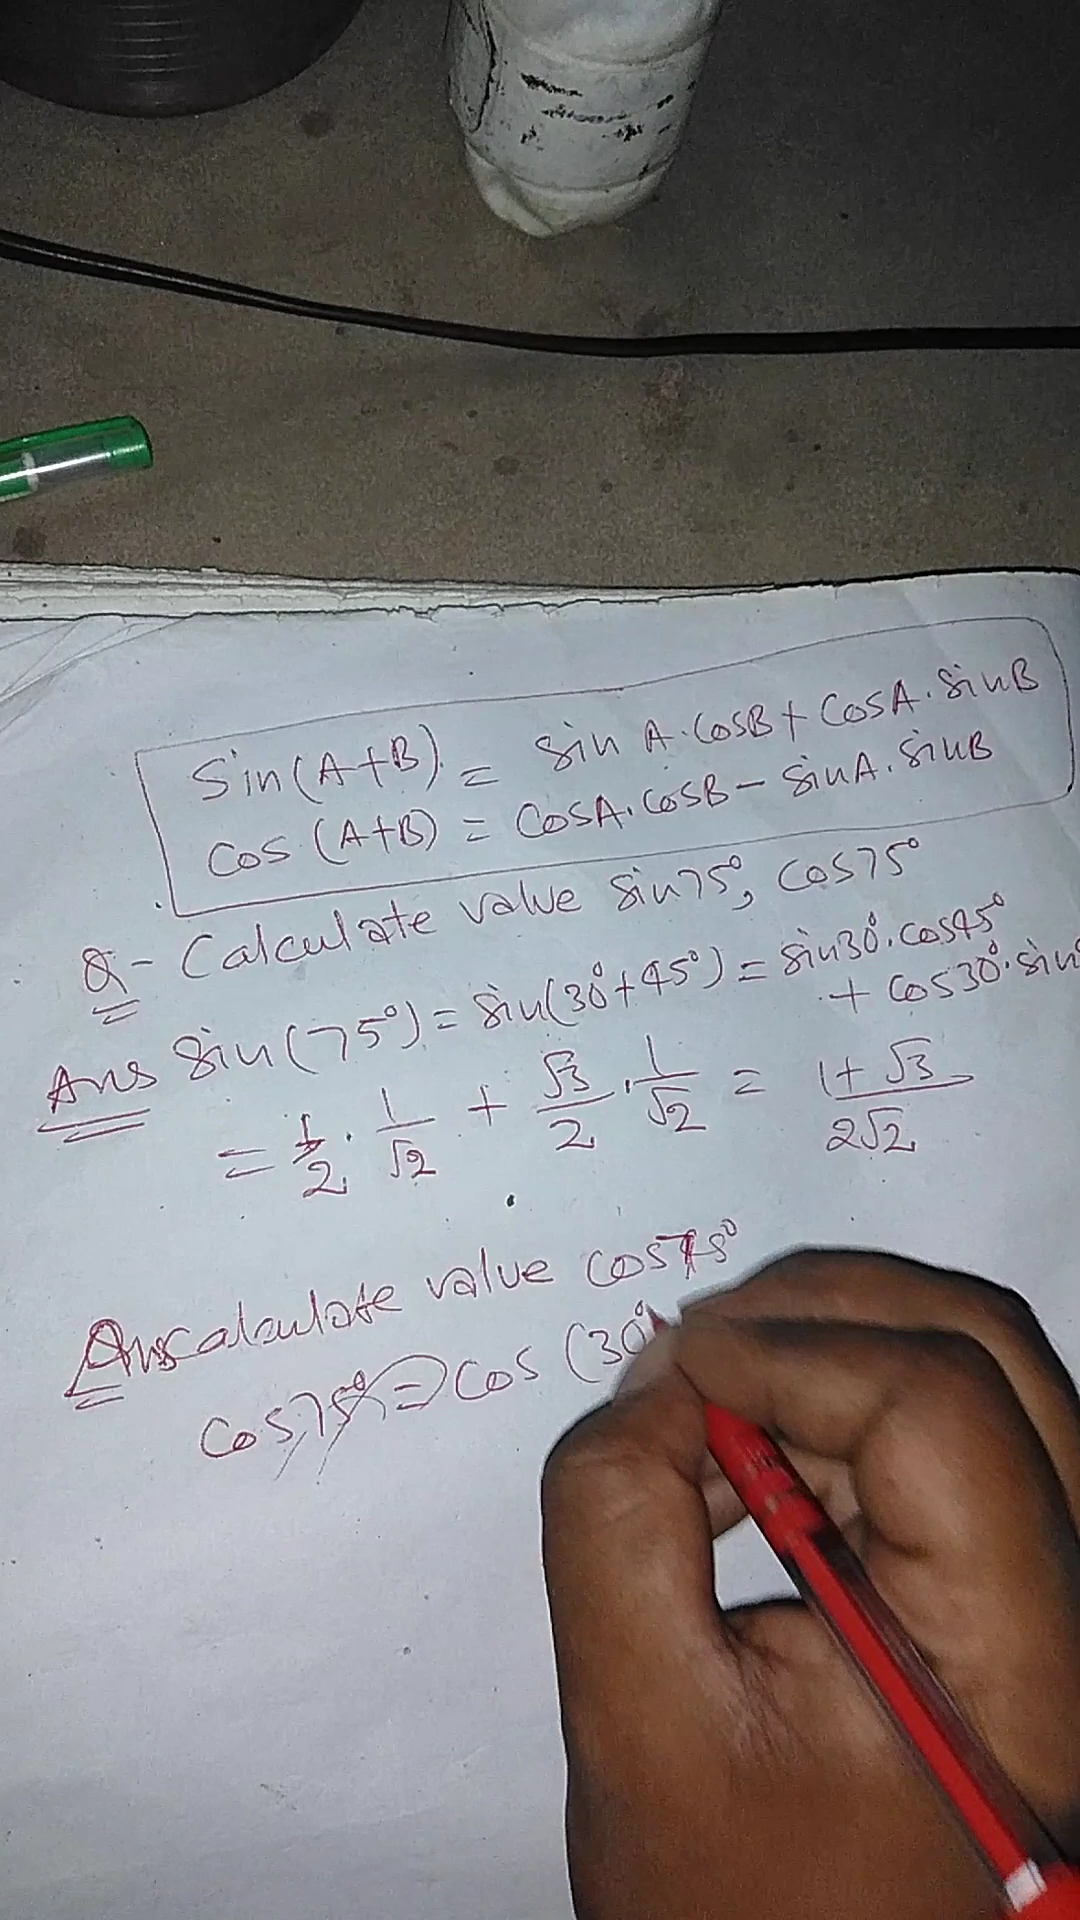 Sin(A+B) = sin A.CosB + CosA.SinB
Cos (A+B) = CosA.CosB - SinA.SinB
Q - Calculate value Sin75°, Cos75°
Ans Sin(75°) = Sin(30°+45°) = Sin30°.Cos45°
+ Cos30°.Sin
= 1/2 . 1/√2 + √3/2 . 1/√2 = 1+√3/2√2
Ans Calculate value Cos75°
Cos75° = Cos (30°